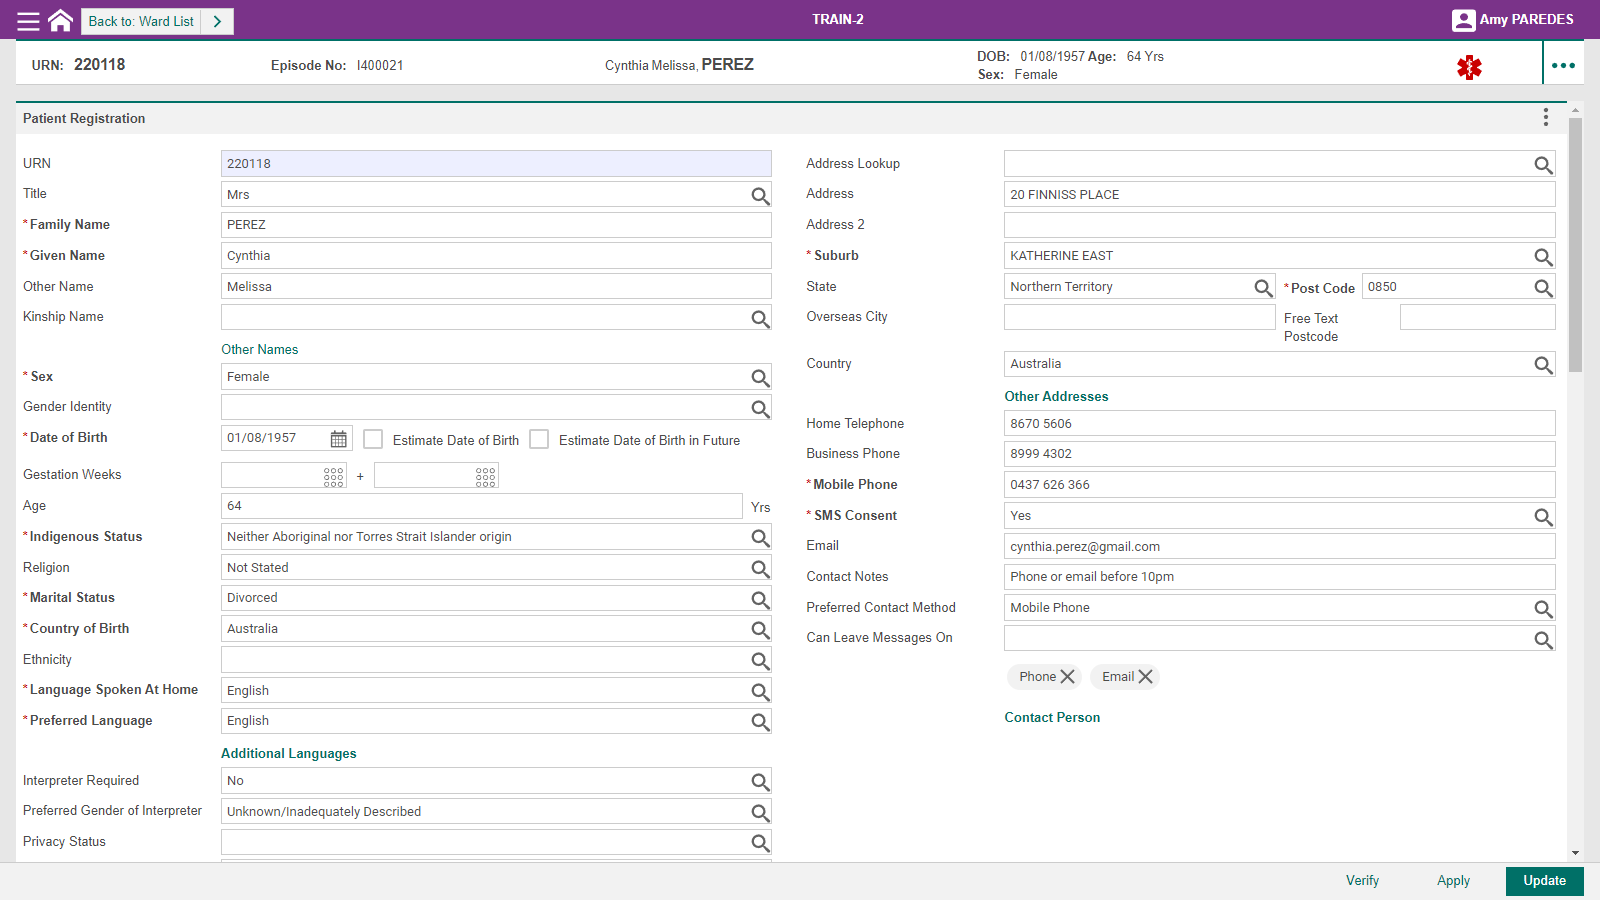 Back to: Ward List
TRAIN-2
Amy PAREDES
URN: 220118
Episode No: I400021
Cynthia Melissa, PEREZ
DOB: 01/08/1957 Age: 64 Yrs
Sex: Female
Patient Registration
URN 220118
Title Mrs
*Family Name PEREZ
*Given Name Cynthia
Other Name Melissa
Kinship Name
Other Names
*Sex Female
Gender Identity
*Date of Birth 01/08/1957 Estimate Date of Birth Estimate Date of Birth in Future
Gestation Weeks +
Age 64 Yrs
*Indigenous Status Neither Aboriginal nor Torres Strait Islander origin
Religion Not Stated
*Marital Status Divorced
*Country of Birth Australia
Ethnicity
*Language Spoken At Home English
*Preferred Language English
Additional Languages
Interpreter Required No
Preferred Gender of Interpreter Unknown/Inadequately Described
Privacy Status
Address Lookup
Address 20 FINNISS PLACE
Address 2
*Suburb KATHERINE EAST
State Northern Territory *Post Code 0850
Overseas City Free Text
Postcode
Country Australia
Other Addresses
Home Telephone 8670 5606
Business Phone 8999 4302
*Mobile Phone 0437 626 366
*SMS Consent Yes
Email cynthia.perez@gmail.com
Contact Notes Phone or email before 10pm
Preferred Contact Method Mobile Phone
Can Leave Messages On
Phone Email
Contact Person
Verify Apply Update